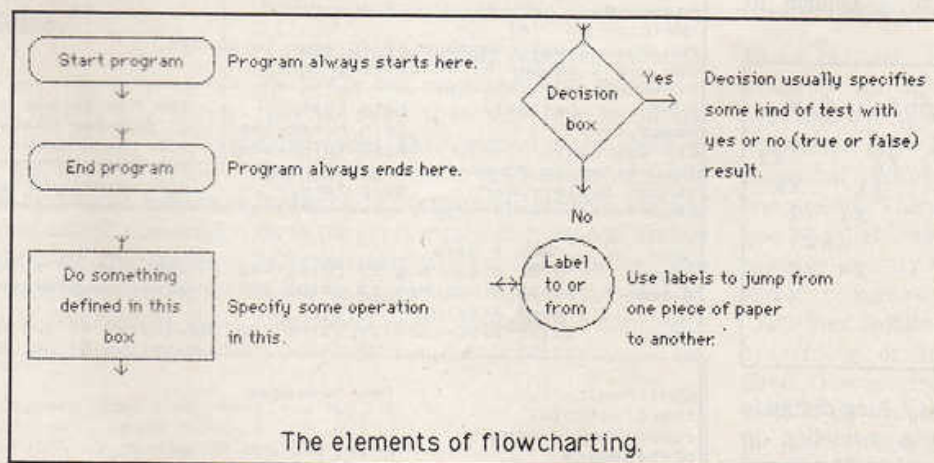 Start program
Program always starts here.
End program
Program always ends here.
Do something
defined in this
box
Specify some operation
in this.
Decision
box
Yes
No
Decision usually specifies
some kind of test with
yes or no (true or false)
result.
Label
to or
from
Use labels to jump from
one piece of paper
to another.
The elements of flowcharting.